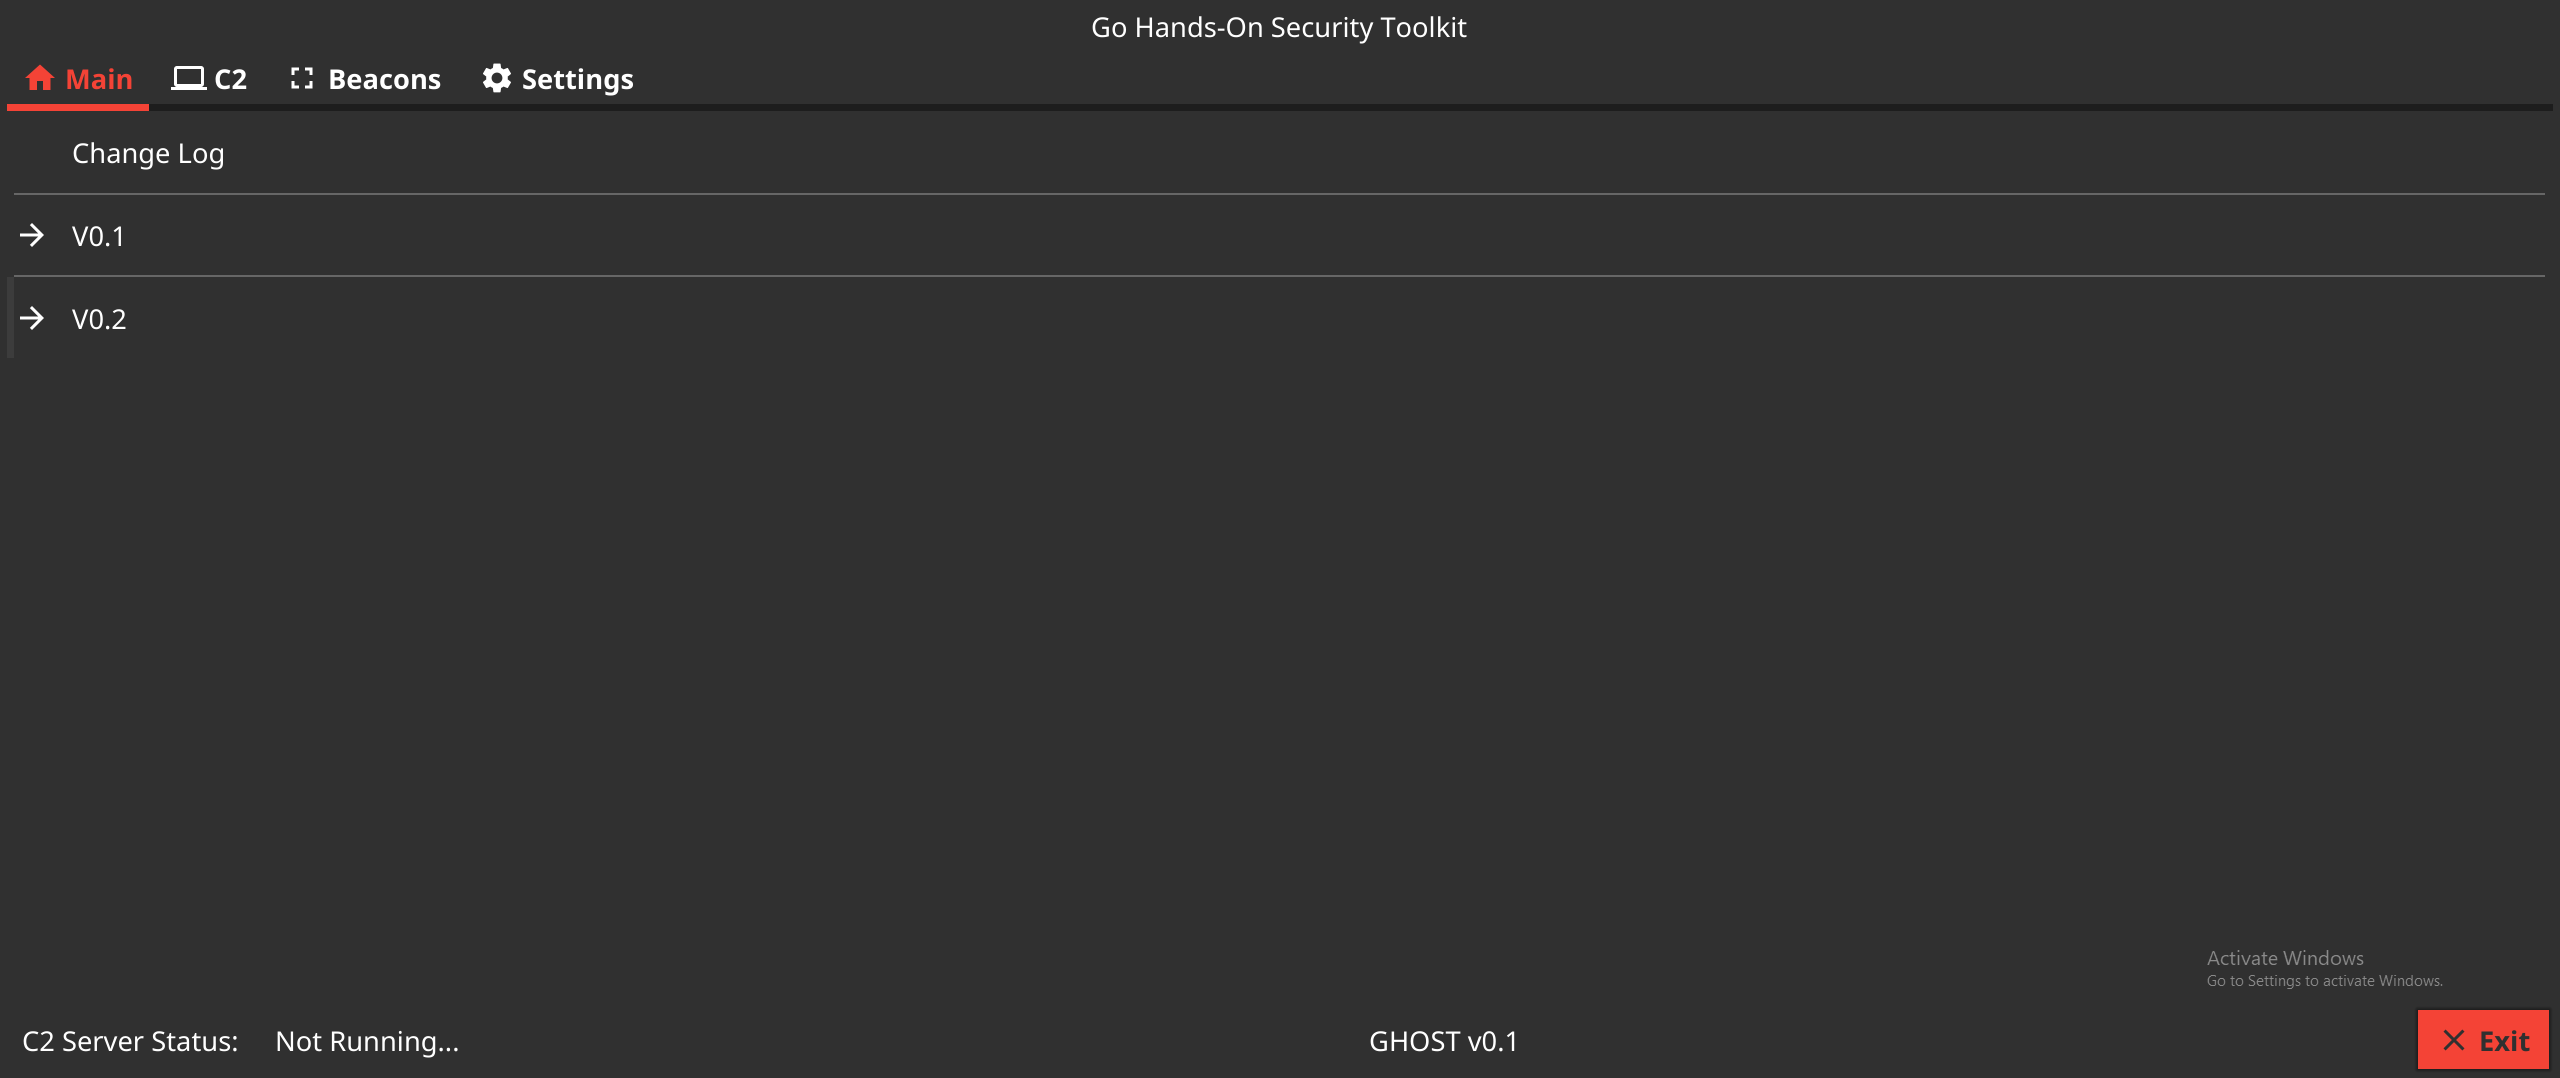 Go Hands-On Security Toolkit
Main C2 Beacons Settings
Change Log
V0.1
V0.2
Activate Windows
Go to Settings to activate Windows.
C2 Server Status: Not Running... GHOST v0.1 Exit